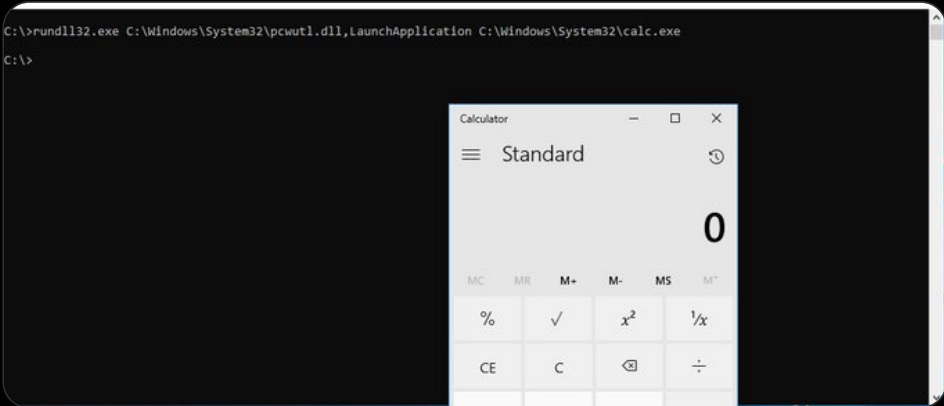 C:\>rundll32.exe C:\Windows\System32\pcwutl.dll,LaunchApplication C:\Windows\System32\calc.exe
C:\>
Calculator
Standard
0
MC MR M+ M- MS M˅
% √ x² ¹/x
CE C ÷